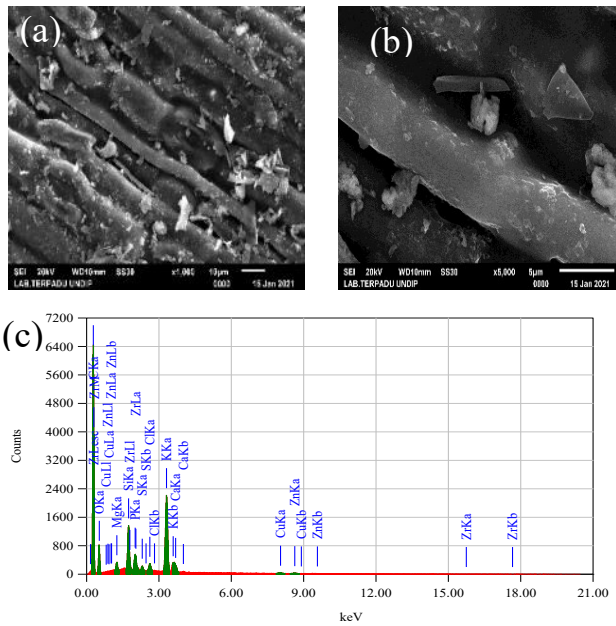 (a)
SEI 20kV WD10mm SS30 x1,000 10µm
LAB.TERPADU UNDIP 0000 15 Jan 2021
(b)
SEI 20kV WD10mm SS30 x5,000 5µm
LAB.TERPADU UNDIP 0000 15 Jan 2021
(c)
Counts
7200
6400
5600
4800
4000
3200
2400
1600
800
0
ZrLesc
ZrM
CKa
OKa
CuLl
CuLa
ZnLl
ZnLa
ZnLb
MgKa
SiKa
PKa
ZrLl
ZrLa
SKa
SKb
ClKa
ClKb
KKa
KKb
CaKa
CaKb
CuKa
ZnKa
CuKb
ZnKb
ZrKa
ZrKb
0.00 3.00 6.00 9.00 12.00 15.00 18.00 21.00
keV